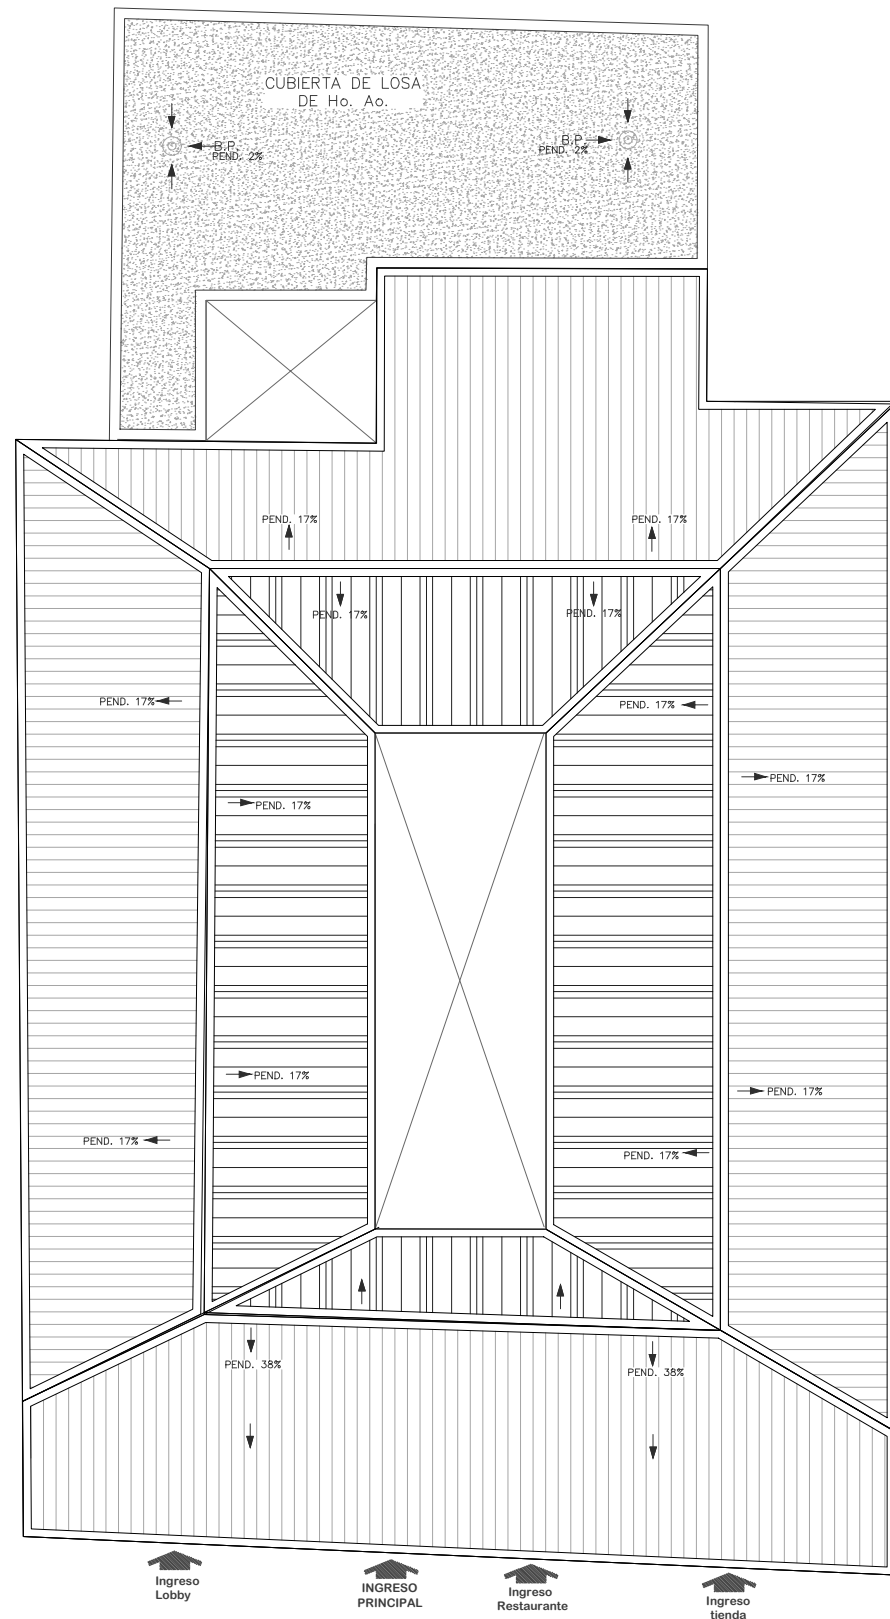 CUBIERTA DE LOSA
DE Ho. Ao.
B.P.
PEND. 2%
B.P.
PEND. 2%
PEND. 17%
PEND. 17%
PEND. 17%
PEND. 17%
PEND. 17%
PEND. 17%
PEND. 17%
PEND. 17%
PEND. 17%
PEND. 17%
PEND. 17%
PEND. 17%
PEND. 38%
PEND. 38%
Ingreso
Lobby
INGRESO
PRINCIPAL
Ingreso
Restaurante
Ingreso
tienda